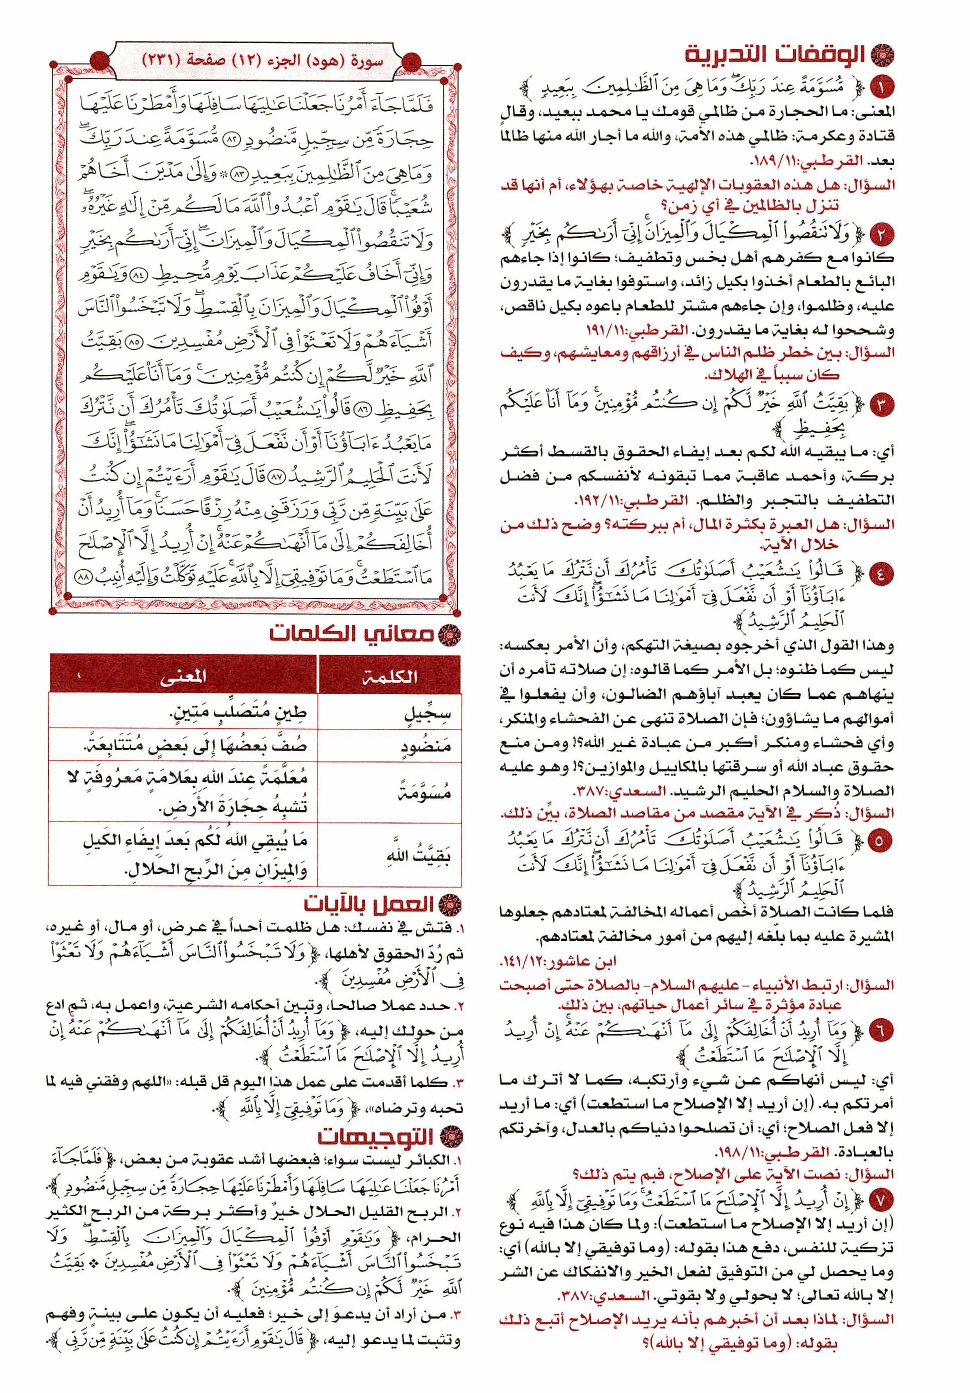 الوقفات التدبرية
١ ﴿ مُسَوَّمَةً عِندَ رَبِّكَ ۖ وَمَا هِىَ مِنَ ٱلظَّٰلِمِينَ بِبَعِيدٍ ﴾
المعنى: ما الحجارة من ظالمي قومك يا محمد ببعيد، وقال
قتادة وعكرمة: ظالمي هذه الأمة، والله ما أجار الله منها ظالماً
بعد. القرطبي:١٨٩/١١.
السؤال: هل هذه العقوبات الإلهية خاصة بهؤلاء، أم أنها قد
تنزل بالظالمين في أي زمن؟
٢ ﴿ وَلَا تَنقُصُوا۟ ٱلْمِكْيَالَ وَٱلْمِيزَانَ ۚ إِنِّىٓ أَرَىٰكُم بِخَيْرٍ ﴾
كانوا مع كفرهم أهل بخس وتطفيف؛ كانوا إذا جاءهم
البائع بالطعام أخذوا بكيل زائد، واستوفوا بغاية ما يقدرون
عليه، وظلموا، وإن جاءهم مشتر للطعام باعوه بكيل ناقص،
وشححوا له بغاية ما يقدرون. القرطبي:١٩١/١١
السؤال: بين خطر ظلم الناس في أرزاقهم ومعايشهم، وكيف
كان سبباً في الهلاك.
٣ ﴿ بَقِيَّتُ ٱللَّهِ خَيْرٌ لَّكُمْ إِن كُنتُم مُّؤْمِنِينَ ۚ وَمَآ أَنَا۠ عَلَيْكُم
بِحَفِيظٍ ﴾
أي: ما يبقيه الله لكم بعد إيفاء الحقوق بالقسط أكثر
بركة، وأحمد عاقبة مما تبقونه لأنفسكم من فضل
التطفيف بالتجبر والظلم. القرطبي:١٩٢/١١.
السؤال: هل العبرة بكثرة المال، أم ببركته؟ وضح ذلك من
خلال الآية.
٤ ﴿ قَالُوا۟ يَٰشُعَيْبُ أَصَلَوٰتُكَ تَأْمُرُكَ أَن نَّتْرُكَ مَا يَعْبُدُ
ءَابَآؤُنَآ أَوْ أَن نَّفْعَلَ فِىٓ أَمْوَٰلِنَا مَا نَشَٰٓؤُا۟ ۖ إِنَّكَ لَأَنتَ
ٱلْحَلِيمُ ٱلرَّشِيدُ ﴾
وهذا القول الذي أخرجوه بصيغة التهكم، وأن الأمر بعكسه:
ليس كما ظنوه؛ بل الأمر كما قالوه: إن صلاته تأمره أن
ينهاهم عما كان يعبد آباؤهم الضالون، وأن يفعلوا في
أموالهم ما يشاؤون؛ فإن الصلاة تنهى عن الفحشاء والمنكر،
وأي فحشاء ومنكر أكبر من عبادة غير الله؟! ومن منع
حقوق عباد الله أو سرقتها بالمكاييل والموازين؟! وهو عليه
الصلاة والسلام الحليم الرشيد. السعدي:٣٨٧.
السؤال: ذُكر في الآية مقصد من مقاصد الصلاة، بيِّن ذلك.
٥ ﴿ قَالُوا۟ يَٰشُعَيْبُ أَصَلَوٰتُكَ تَأْمُرُكَ أَن نَّتْرُكَ مَا يَعْبُدُ
ءَابَآؤُنَآ أَوْ أَن نَّفْعَلَ فِىٓ أَمْوَٰلِنَا مَا نَشَٰٓؤُا۟ ۖ إِنَّكَ لَأَنتَ
ٱلْحَلِيمُ ٱلرَّشِيدُ ﴾
فلما كانت الصلاة أخص أعماله المخالفة لمعتادهم جعلوها
المشيرة عليه بما بلّغه إليهم من أمور مخالفة لمعتادهم.
ابن عاشور:١٤١/١٢.
السؤال: ارتبط الأنبياء- عليهم السلام- بالصلاة حتى أصبحت
عبادة مؤثرة في سائر أعمال حياتهم، بين ذلك.
٦ ﴿ وَمَآ أُرِيدُ أَنْ أُخَالِفَكُمْ إِلَىٰ مَآ أَنْهَىٰكُمْ عَنْهُ ۚ إِنْ أُرِيدُ
إِلَّا ٱلْإِصْلَٰحَ مَا ٱسْتَطَعْتُ ﴾
أي: ليس أنهاكم عن شيء وأرتكبه، كما لا أترك ما
أمرتكم به. (إن أريد إلا الإصلاح ما استطعت) أي: ما أريد
إلا فعل الصلاح؛ أي: أن تصلحوا دنياكم بالعدل، وآخرتكم
بالعبادة. القرطبي:١٩٨/١١.
السؤال: نصت الآية على الإصلاح، فبم يتم ذلك؟
٧ ﴿ إِنْ أُرِيدُ إِلَّا ٱلْإِصْلَٰحَ مَا ٱسْتَطَعْتُ ۚ وَمَا تَوْفِيقِىٓ إِلَّا بِٱللَّهِ ﴾
(إن أريد إلا الإصلاح ما استطعت): ولما كان هذا فيه نوع
تزكية للنفس، دفع هذا بقوله: (وما توفيقي إلا بالله) أي:
وما يحصل لي من التوفيق لفعل الخير والانفكاك عن الشر
إلا بالله تعالى؛ لا بحولي ولا بقوتي. السعدي:٣٨٧.
السؤال: لماذا بعد أن أخبرهم بأنه يريد الإصلاح أتبع ذلك
بقوله: (وما توفيقي إلا بالله)؟
سورة (هود) الجزء (١٢) صفحة (٢٣١)
فَلَمَّا جَآءَ أَمْرُنَا جَعَلْنَا عَٰلِيَهَا سَافِلَهَا وَأَمْطَرْنَا عَلَيْهَا
حِجَارَةً مِّن سِجِّيلٍ مَّنضُودٍ ٨٢ مُّسَوَّمَةً عِندَ رَبِّكَ ۖ
وَمَا هِىَ مِنَ ٱلظَّٰلِمِينَ بِبَعِيدٍ ٨٣ ۞ وَإِلَىٰ مَدْيَنَ أَخَاهُمْ
شُعَيْبًا ۚ قَالَ يَٰقَوْمِ ٱعْبُدُوا۟ ٱللَّهَ مَا لَكُم مِّنْ إِلَٰهٍ غَيْرُهُۥ ۖ
وَلَا تَنقُصُوا۟ ٱلْمِكْيَالَ وَٱلْمِيزَانَ ۚ إِنِّىٓ أَرَىٰكُم بِخَيْرٍ
وَإِنِّىٓ أَخَافُ عَلَيْكُمْ عَذَابَ يَوْمٍ مُّحِيطٍ ٨٤ وَيَٰقَوْمِ
أَوْفُوا۟ ٱلْمِكْيَالَ وَٱلْمِيزَانَ بِٱلْقِسْطِ ۖ وَلَا تَبْخَسُوا۟ ٱلنَّاسَ
أَشْيَآءَهُمْ وَلَا تَعْثَوْا۟ فِى ٱلْأَرْضِ مُفْسِدِينَ ٨٥ بَقِيَّتُ
ٱللَّهِ خَيْرٌ لَّكُمْ إِن كُنتُم مُّؤْمِنِينَ ۚ وَمَآ أَنَا۠ عَلَيْكُم
بِحَفِيظٍ ٨٦ قَالُوا۟ يَٰشُعَيْبُ أَصَلَوٰتُكَ تَأْمُرُكَ أَن نَّتْرُكَ
مَا يَعْبُدُ ءَابَآؤُنَآ أَوْ أَن نَّفْعَلَ فِىٓ أَمْوَٰلِنَا مَا نَشَٰٓؤُا۟ ۖ إِنَّكَ
لَأَنتَ ٱلْحَلِيمُ ٱلرَّشِيدُ ٨٧ قَالَ يَٰقَوْمِ أَرَءَيْتُمْ إِن كُنتُ
عَلَىٰ بَيِّنَةٍ مِّن رَّبِّى وَرَزَقَنِى مِنْهُ رِزْقًا حَسَنًا ۚ وَمَآ أُرِيدُ أَنْ
أُخَالِفَكُمْ إِلَىٰ مَآ أَنْهَىٰكُمْ عَنْهُ ۚ إِنْ أُرِيدُ إِلَّا ٱلْإِصْلَٰحَ
مَا ٱسْتَطَعْتُ ۚ وَمَا تَوْفِيقِىٓ إِلَّا بِٱللَّهِ ۚ عَلَيْهِ تَوَكَّلْتُ وَإِلَيْهِ أُنِيبُ ٨٨
معاني الكلمات
الكلمة المعنى
سِجِّيلٍ طِينٍ مُتَصَلِّبٍ مَتِينٍ.
مَنضُودٍ صُفَّ بَعضُهَا إِلَى بَعضٍ مُتَتَابِعَةً.
مُسَوَّمَةً مُعَلَّمَةً عِندَ اللهِ بِعَلامَةٍ مَعرُوفَةٍ لا
تُشبِهُ حِجَارَةَ الأَرضِ.
بَقِيَّتُ اللهِ مَا يُبقِي اللهُ لَكُم بَعدَ إِيفَاءِ الكَيلِ
وَالمِيزَانِ مِنَ الرِّبحِ الحَلالِ.
العمل بالآيات
١. فتش في نفسك: هل ظلمت أحداً في عرض، أو مال، أو غيره،
ثم رُدّ الحقوق لأهلها، ﴿ وَلَا تَبْخَسُوا۟ ٱلنَّاسَ أَشْيَآءَهُمْ وَلَا تَعْثَوْا۟
فِى ٱلْأَرْضِ مُفْسِدِينَ ﴾.
٢. حدد عملا صالحا، وتبين أحكامه الشرعية، واعمل به، ثم ادع
من حولك إليه، ﴿ وَمَآ أُرِيدُ أَنْ أُخَالِفَكُمْ إِلَىٰ مَآ أَنْهَىٰكُمْ عَنْهُ ۚ إِنْ
أُرِيدُ إِلَّا ٱلْإِصْلَٰحَ مَا ٱسْتَطَعْتُ ﴾.
٣. كلما أقدمت على عمل هذا اليوم قل قبله: «اللهم وفقني فيه لما
تحبه وترضاه»، ﴿ وَمَا تَوْفِيقِىٓ إِلَّا بِٱللَّهِ ﴾.
التوجيهات
١. الكبائر ليست سواء؛ فبعضها أشد عقوبة من بعض، ﴿ فَلَمَّا جَآءَ
أَمْرُنَا جَعَلْنَا عَٰلِيَهَا سَافِلَهَا وَأَمْطَرْنَا عَلَيْهَا حِجَارَةً مِّن سِجِّيلٍ مَّنضُودٍ ﴾.
٢. الربح القليل الحلال خيرٌ وأكثر بركة من الربح الكثير
الحرام، ﴿ وَيَٰقَوْمِ أَوْفُوا۟ ٱلْمِكْيَالَ وَٱلْمِيزَانَ بِٱلْقِسْطِ ۖ وَلَا
تَبْخَسُوا۟ ٱلنَّاسَ أَشْيَآءَهُمْ وَلَا تَعْثَوْا۟ فِى ٱلْأَرْضِ مُفْسِدِينَ * بَقِيَّتُ
ٱللَّهِ خَيْرٌ لَّكُمْ إِن كُنتُم مُّؤْمِنِينَ ﴾.
٣. من أراد أن يدعو إلى خير؛ فعليه أن يكون على بينةٍ وفهم
وتثبت لما يدعو إليه، ﴿ قَالَ يَٰقَوْمِ أَرَءَيْتُمْ إِن كُنتُ عَلَىٰ بَيِّنَةٍ مِّن رَّبِّى ﴾.